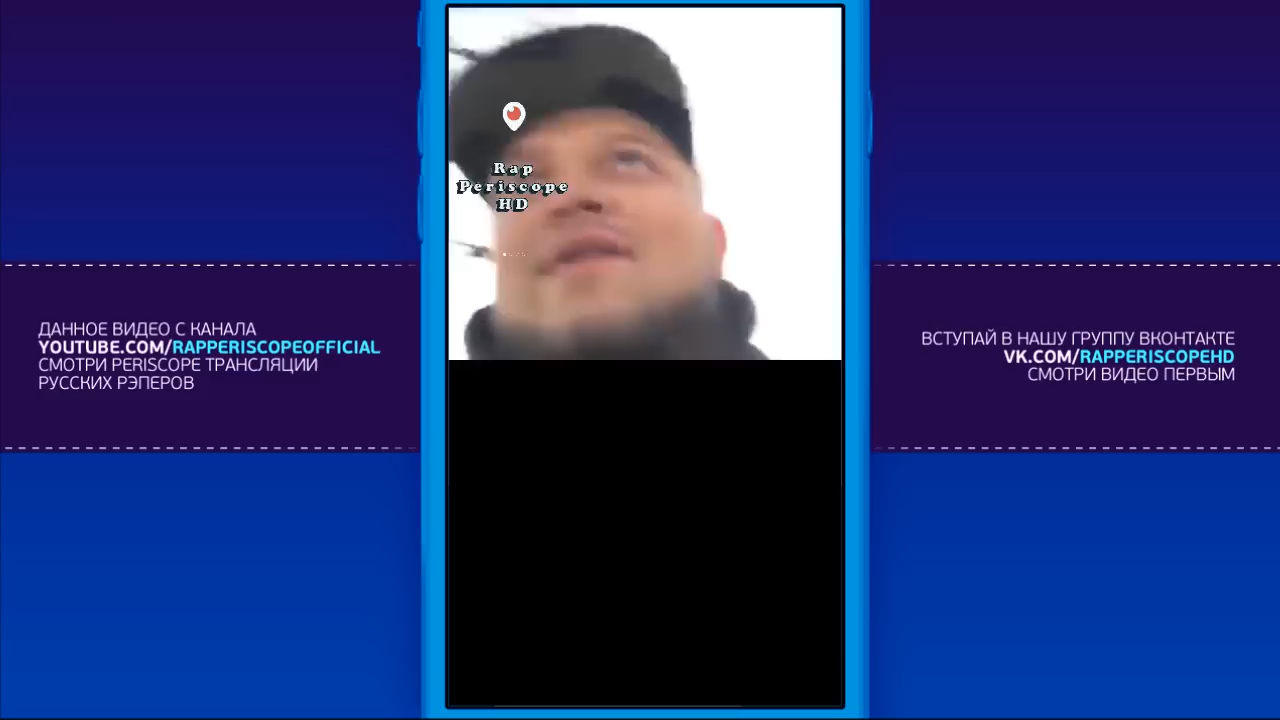 ДАННОЕ ВИДЕО С КАНАЛА
YOUTUBE.COM/RAPPERISCOPEOFFICIAL
СМОТРИ PERISCOPE ТРАНСЛЯЦИИ
РУССКИХ РЭПЕРОВ
Rap
Periscope
HD
ВСТУПАЙ В НАШУ ГРУППУ ВКОНТАКТЕ
VK.COM/RAPPERISCOPEHD
СМОТРИ ВИДЕО ПЕРВЫМ